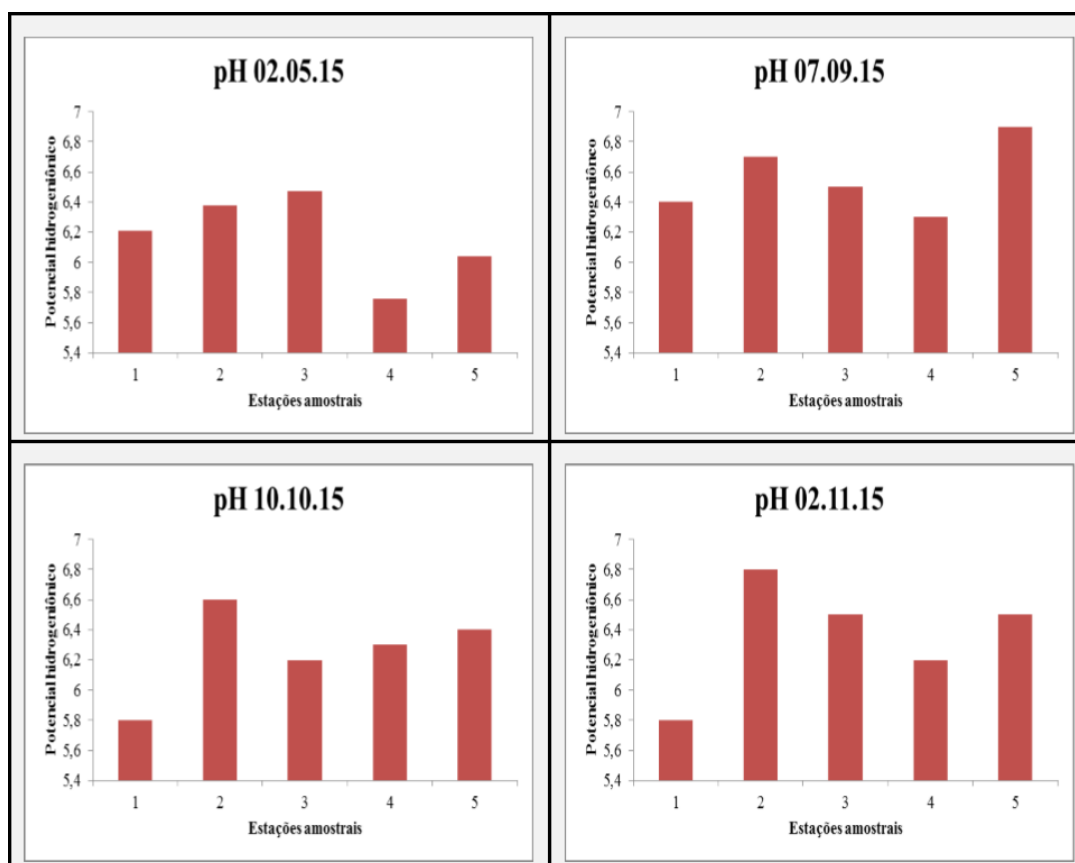 pH 02.05.15
Potencial hidrogeniônico
7
6,8
6,6
6,4
6,2
6
5,8
5,6
5,4
1 2 3 4 5
Estações amostrais
pH 07.09.15
Potencial hidrogeniônco
7
6,8
6,6
6,4
6,2
6
5,8
5,6
5,4
1 2 3 4 5
Estações amostrais
pH 10.10.15
Potencial hidrogeniônico
7
6,8
6,6
6,4
6,2
6
5,8
5,6
5,4
1 2 3 4 5
Estações amostrais
pH 02.11.15
Potencial hidrogeniônico
7
6,8
6,6
6,4
6,2
6
5,8
5,6
5,4
1 2 3 4 5
Estações amostrais